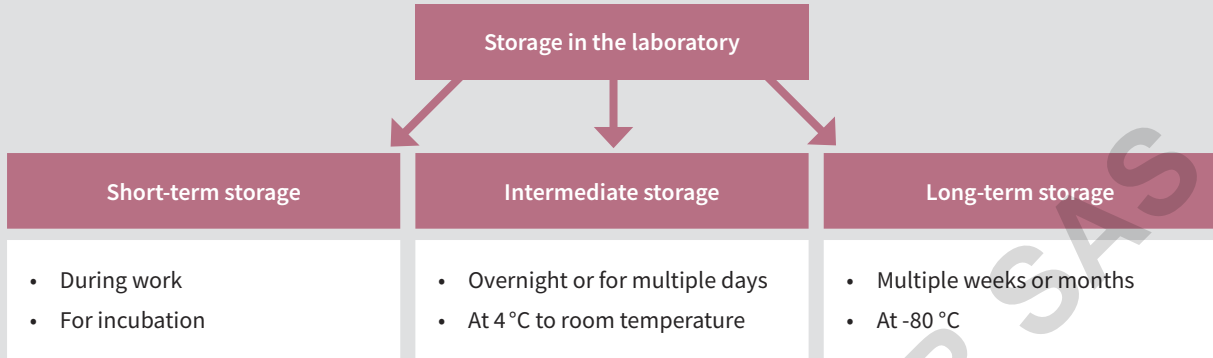 Storage in the laboratory
Short-term storage
Intermediate storage
Long-term storage
• During work
• For incubation
• Overnight or for multiple days
• At 4 °C to room temperature
• Multiple weeks or months
• At -80 °C
SAS